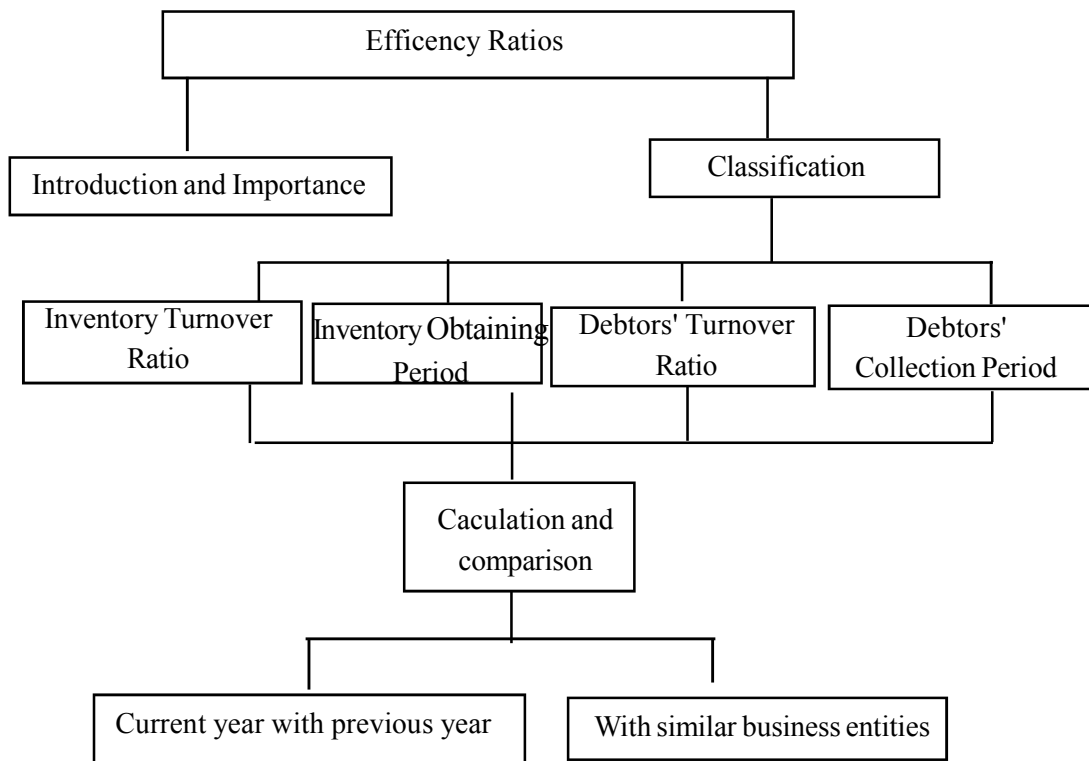 Efficency Ratios
Introduction and Importance
Classification
Inventory Turnover
Ratio
Inventory Obtaining
Period
Debtors' Turnover
Ratio
Debtors'
Collection Period
Caculation and
comparison
Current year with previous year
With similar business entities